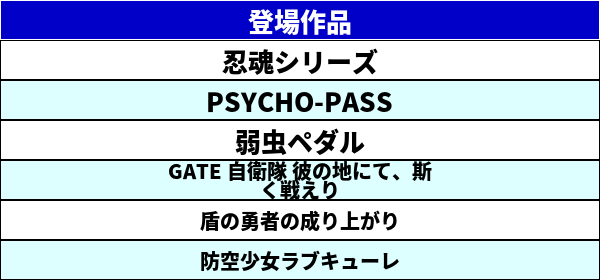 登場作品
忍魂シリーズ
PSYCHO-PASS
弱虫ペダル
GATE 自衛隊 彼の地にて、斯
く戦えり
盾の勇者の成り上がり
防空少女ラブキューレ